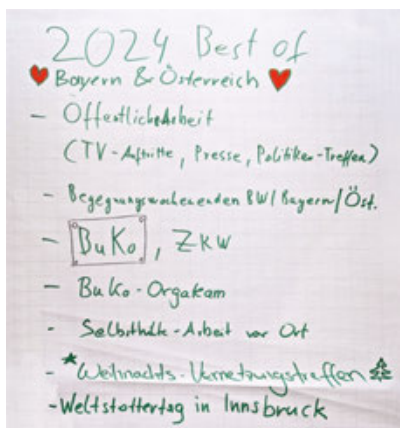 2024 Best of
Bayern & Österreich
- Öffentlichkeitsarbeit
(TV-Auftritte, Presse, Politiker-Treffen)
- Begegnungswochenenden BW/Bayern/Öst.
- BuKo, ZKW
- BuKo-Orgateam
- Selbsthilfe-Arbeit vor Ort
- *Weihnachts-Vernetzungstreffen
- Weltstottertag in Innsbruck